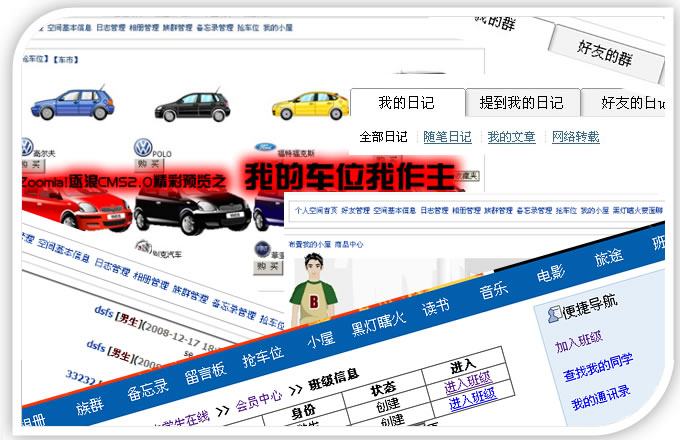 空间基本信息 日志管理 相册管理 族群管理 备忘录管理 抢车位 我的小屋
我的群
好友的群
抢车位】【车市】
我的日记
提到我的日记
好友的日记
全部日记
随笔日记
我的文章
网络转载
高尔夫
POLO
福特福克斯
购 买
购 买
Zoomla!逐浪CMS2.0精彩预览之
我的车位我作主
个人空间首页 好友管理 空间基本信息 日志管理 相册管理 族群管理 备忘录管理 抢车位 我的小屋 黑灯瞎火要面聊
空间基本信息 日志管理 相册管理 族群管理 备忘录管理 抢车位
购 买
布置我的小屋 商品中心
B
dsfs [男生](2008-12-17 18:
dsfs [男生](2008-
33232
相册 族群 备忘录 留言板 抢车位 小屋 黑灯瞎火 读书 音乐 电影 旅途 班
便捷导航
加入班级
查找我的同学
我的通讯录
学生在线 >> 会员中心 >> 班级信息
身份
状态
进入
创建
进入班级
创建
进入班级